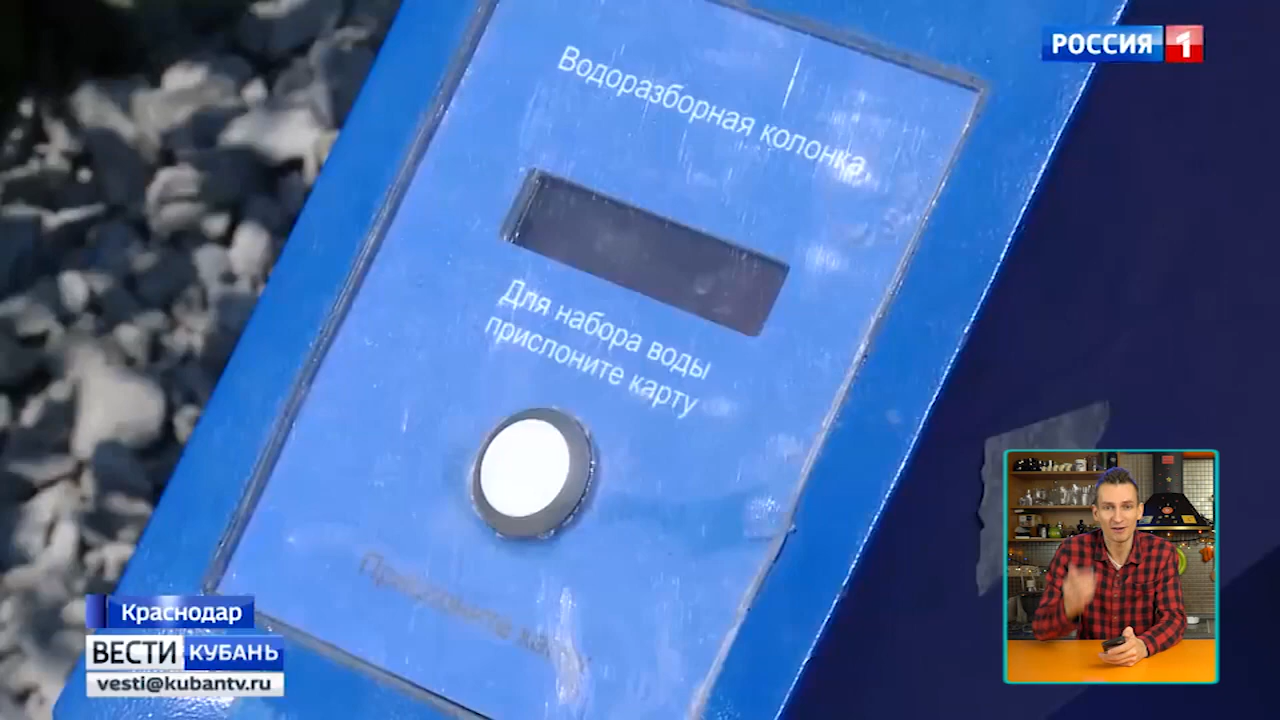 РОССИЯ 1
Водоразборная колонка
Для набора воды
прислоните карту
Краснодар
ВЕСТИ КУБАНЬ
vesti@kubantv.ru